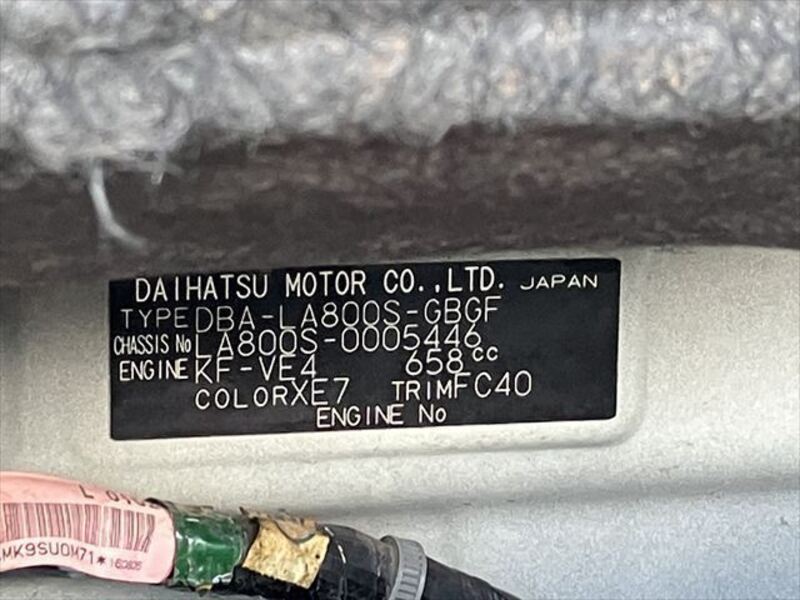 DAIHATSU MOTOR CO.,LTD. JAPAN
TYPE DBA-LA800S-GBGF
CHASSIS No LA800S-0005446
ENGINE KF-VE4 658cc
COLOR XE7 TRIM FC40
ENGINE No
MK9SU0M71*